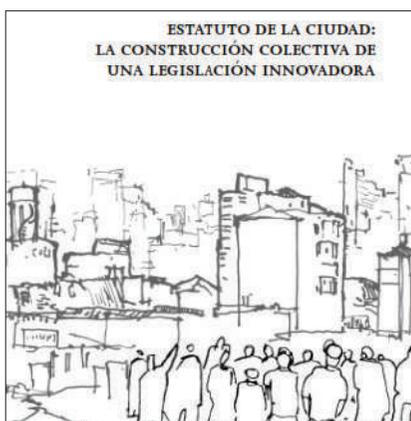 ESTATUTO DE LA CIUDAD:
LA CONSTRUCCIÓN COLECTIVA DE
UNA LEGISLACIÓN INNOVADORA